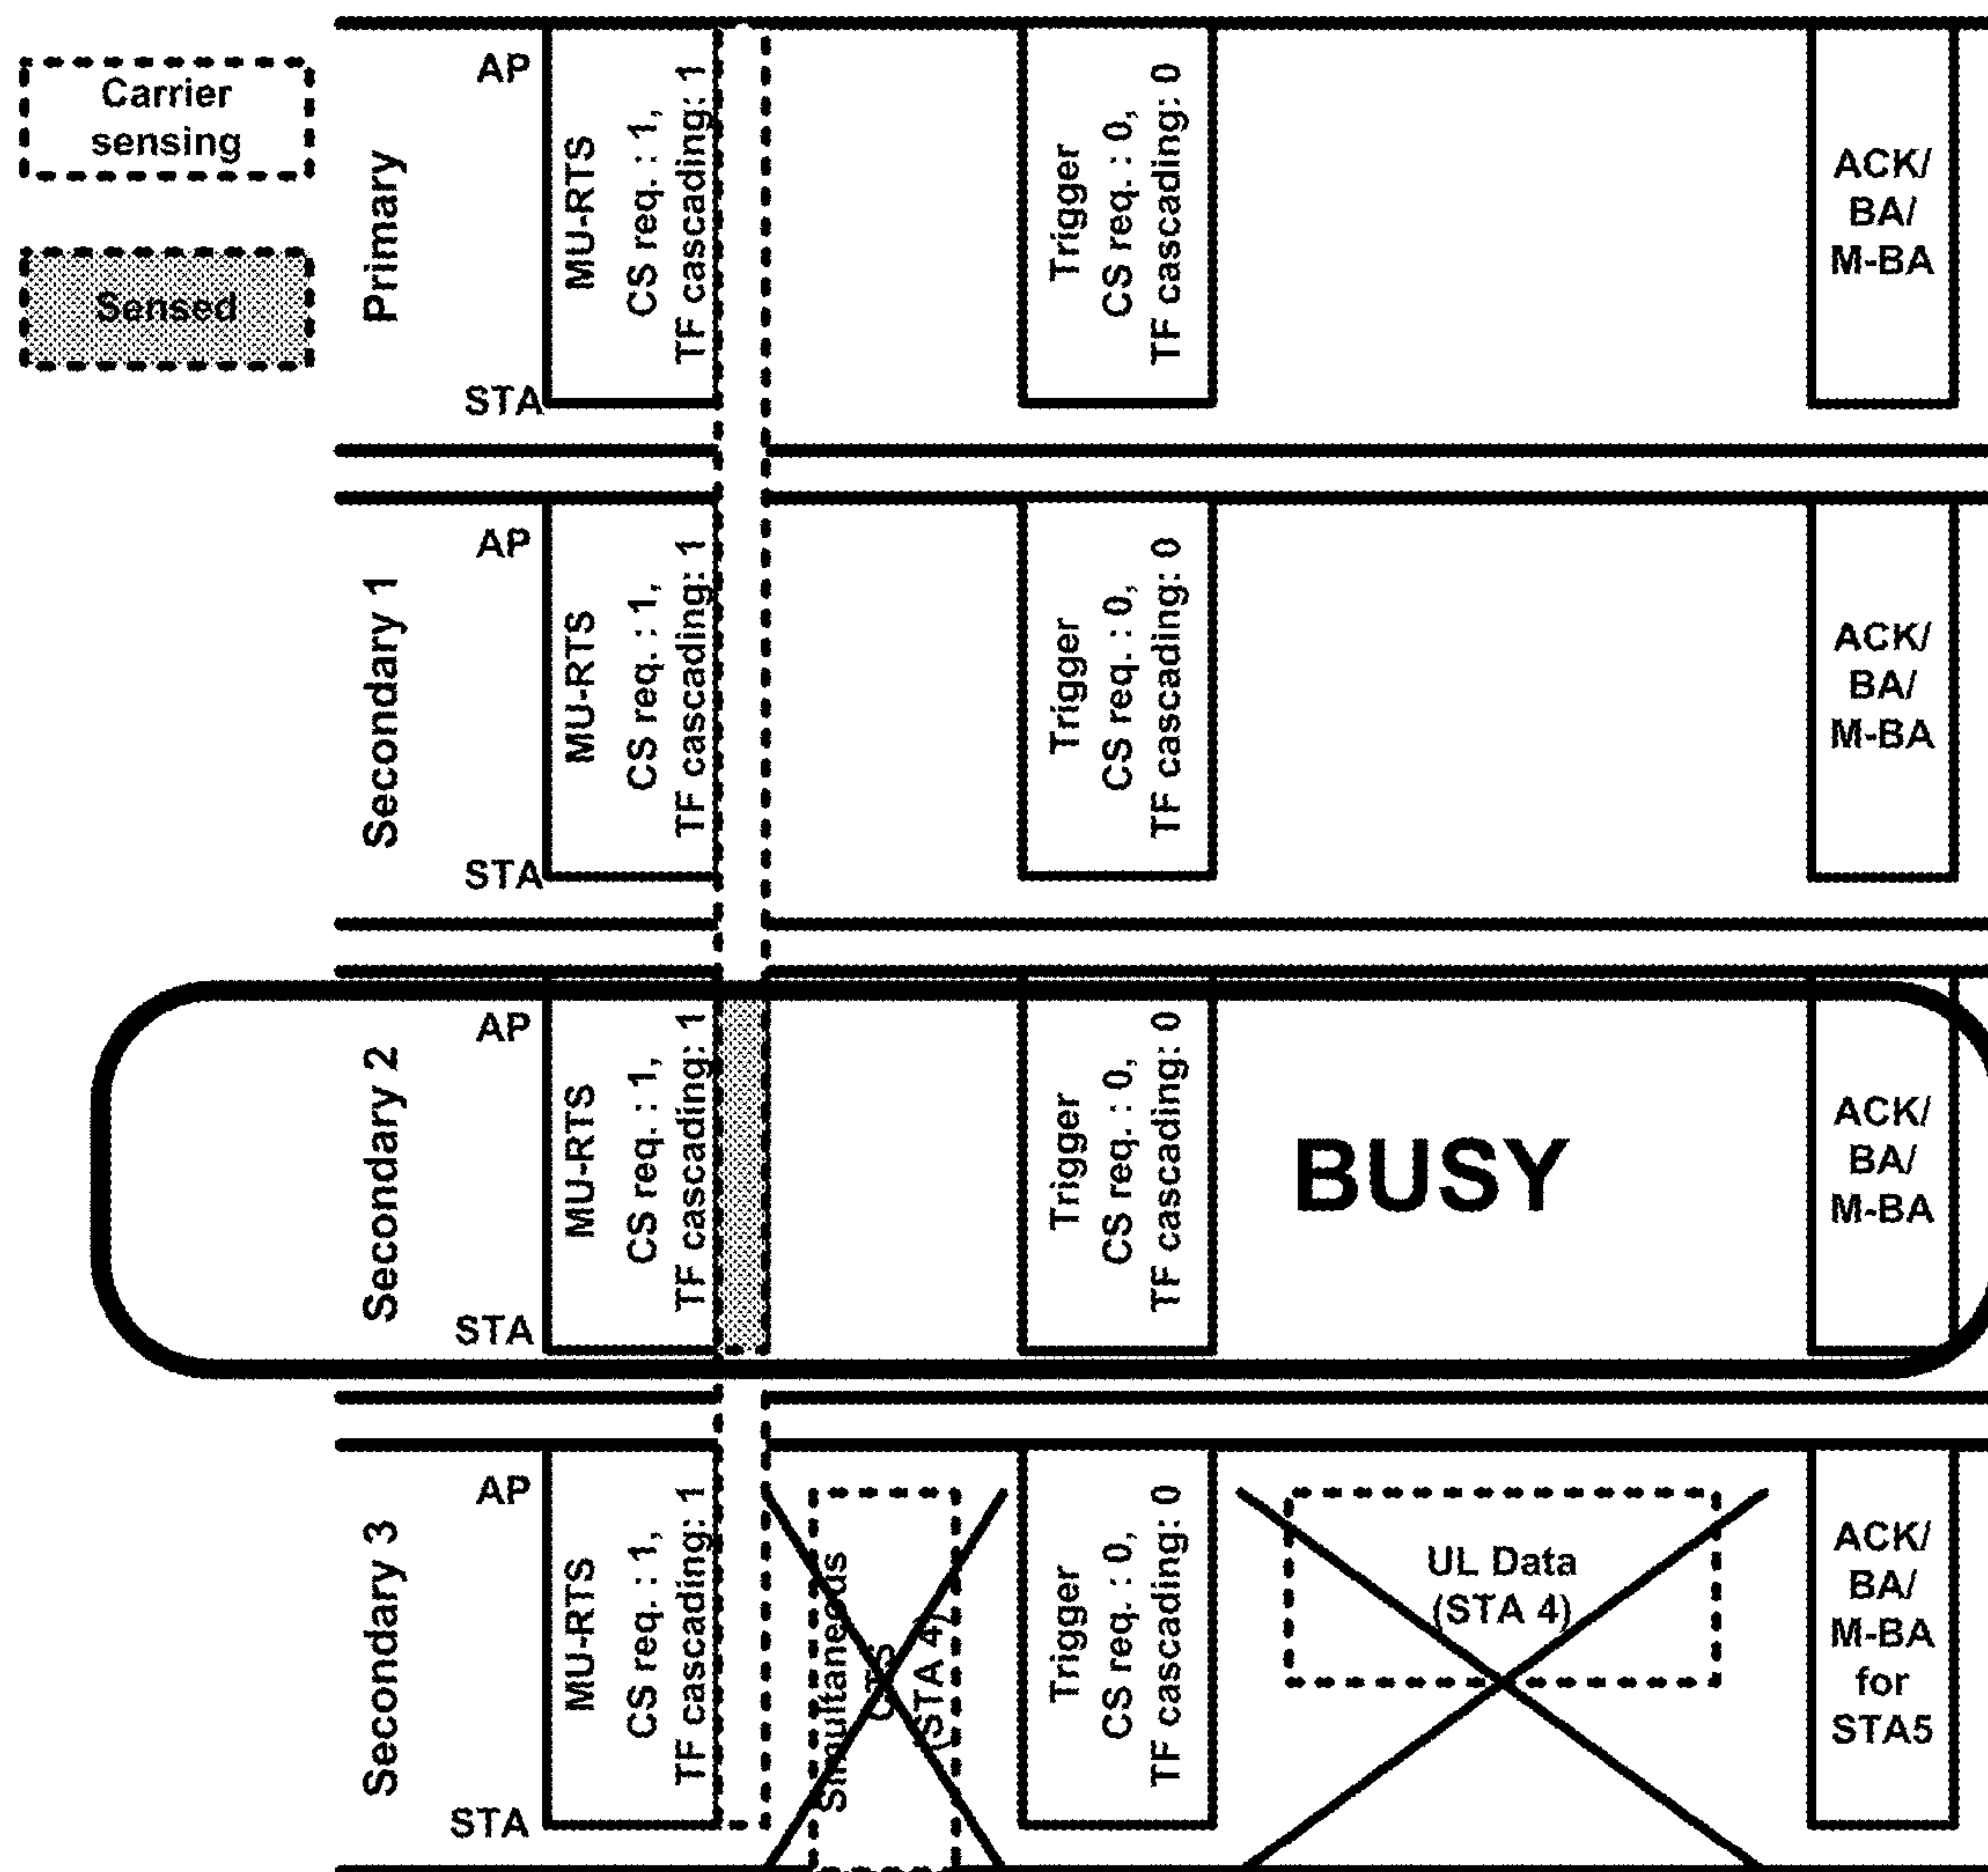 Carrier
sensing
Sensed
Primary
AP
STA
MU-RTS
CS req. : 1,
TF cascading: 1
Trigger
CS req. : 0,
TF cascading: 0
ACK/
BA/
M-BA
Secondary 1
AP
STA
MU-RTS
CS req. : 1,
TF cascading: 1
Trigger
CS req. : 0,
TF cascading: 0
ACK/
BA/
M-BA
Secondary 2
AP
STA
MU-RTS
CS req. : 1,
TF cascading: 1
Trigger
CS req. : 0,
TF cascading: 0
BUSY
ACK/
BA/
M-BA
Secondary 3
AP
STA
MU-RTS
CS req. : 1,
TF cascading: 1
Simultaneous
CTS
(STA 4)
Trigger
CS req. : 0,
TF cascading: 0
UL Data
(STA 4)
ACK/
BA/
M-BA
for
STA5